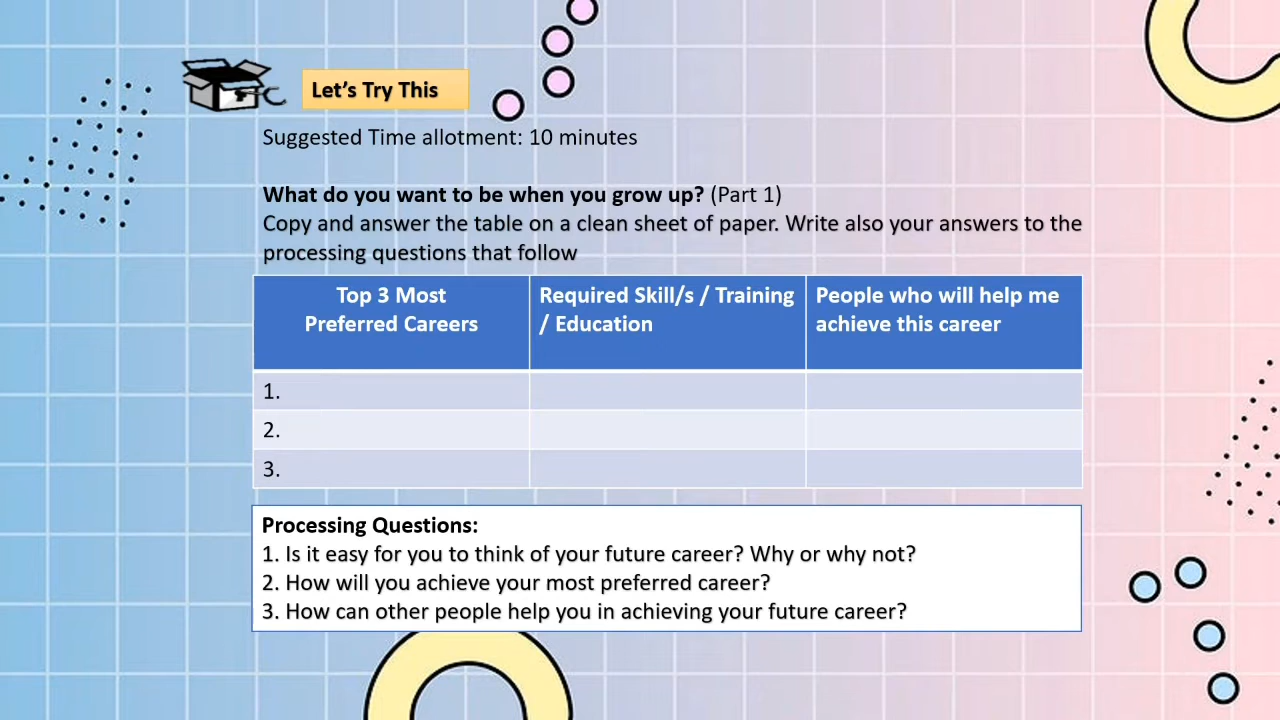 Let’s Try This
Suggested Time allotment: 10 minutes
What do you want to be when you grow up? (Part 1)
Copy and answer the table on a clean sheet of paper. Write also your answers to the
processing questions that follow
Top 3 Most
Preferred Careers
Required Skill/s / Training
/ Education
People who will help me
achieve this career
1.
2.
3.
Processing Questions:
1. Is it easy for you to think of your future career? Why or why not?
2. How will you achieve your most preferred career?
3. How can other people help you in achieving your future career?